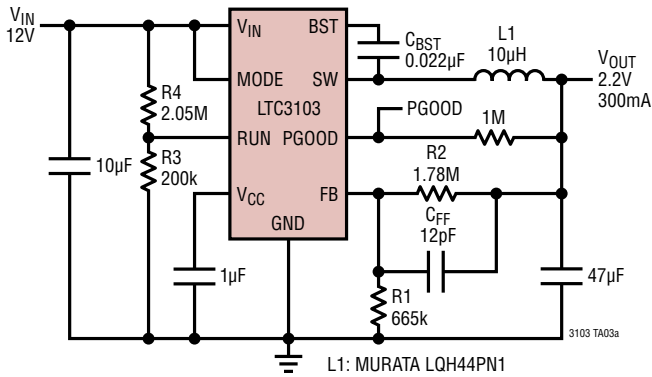 VIN
12V
VIN
BST
CBST
0.022µF
L1
10µH
VOUT
2.2V
300mA
MODE
SW
R4
2.05M
LTC3103
PGOOD
1M
RUN
PGOOD
10µF
R3
200k
R2
1.78M
VCC
FB
CFF
12pF
GND
1µF
R1
665k
47µF
3103 TA03a
L1: MURATA LQH44PN1